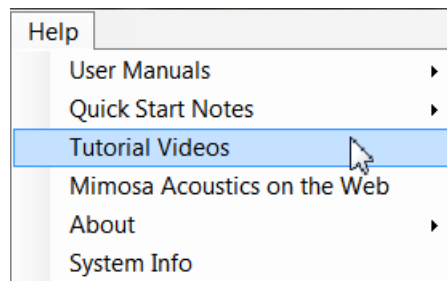 Help
User Manuals
Quick Start Notes
Tutorial Videos
Mimosa Acoustics on the Web
About
System Info